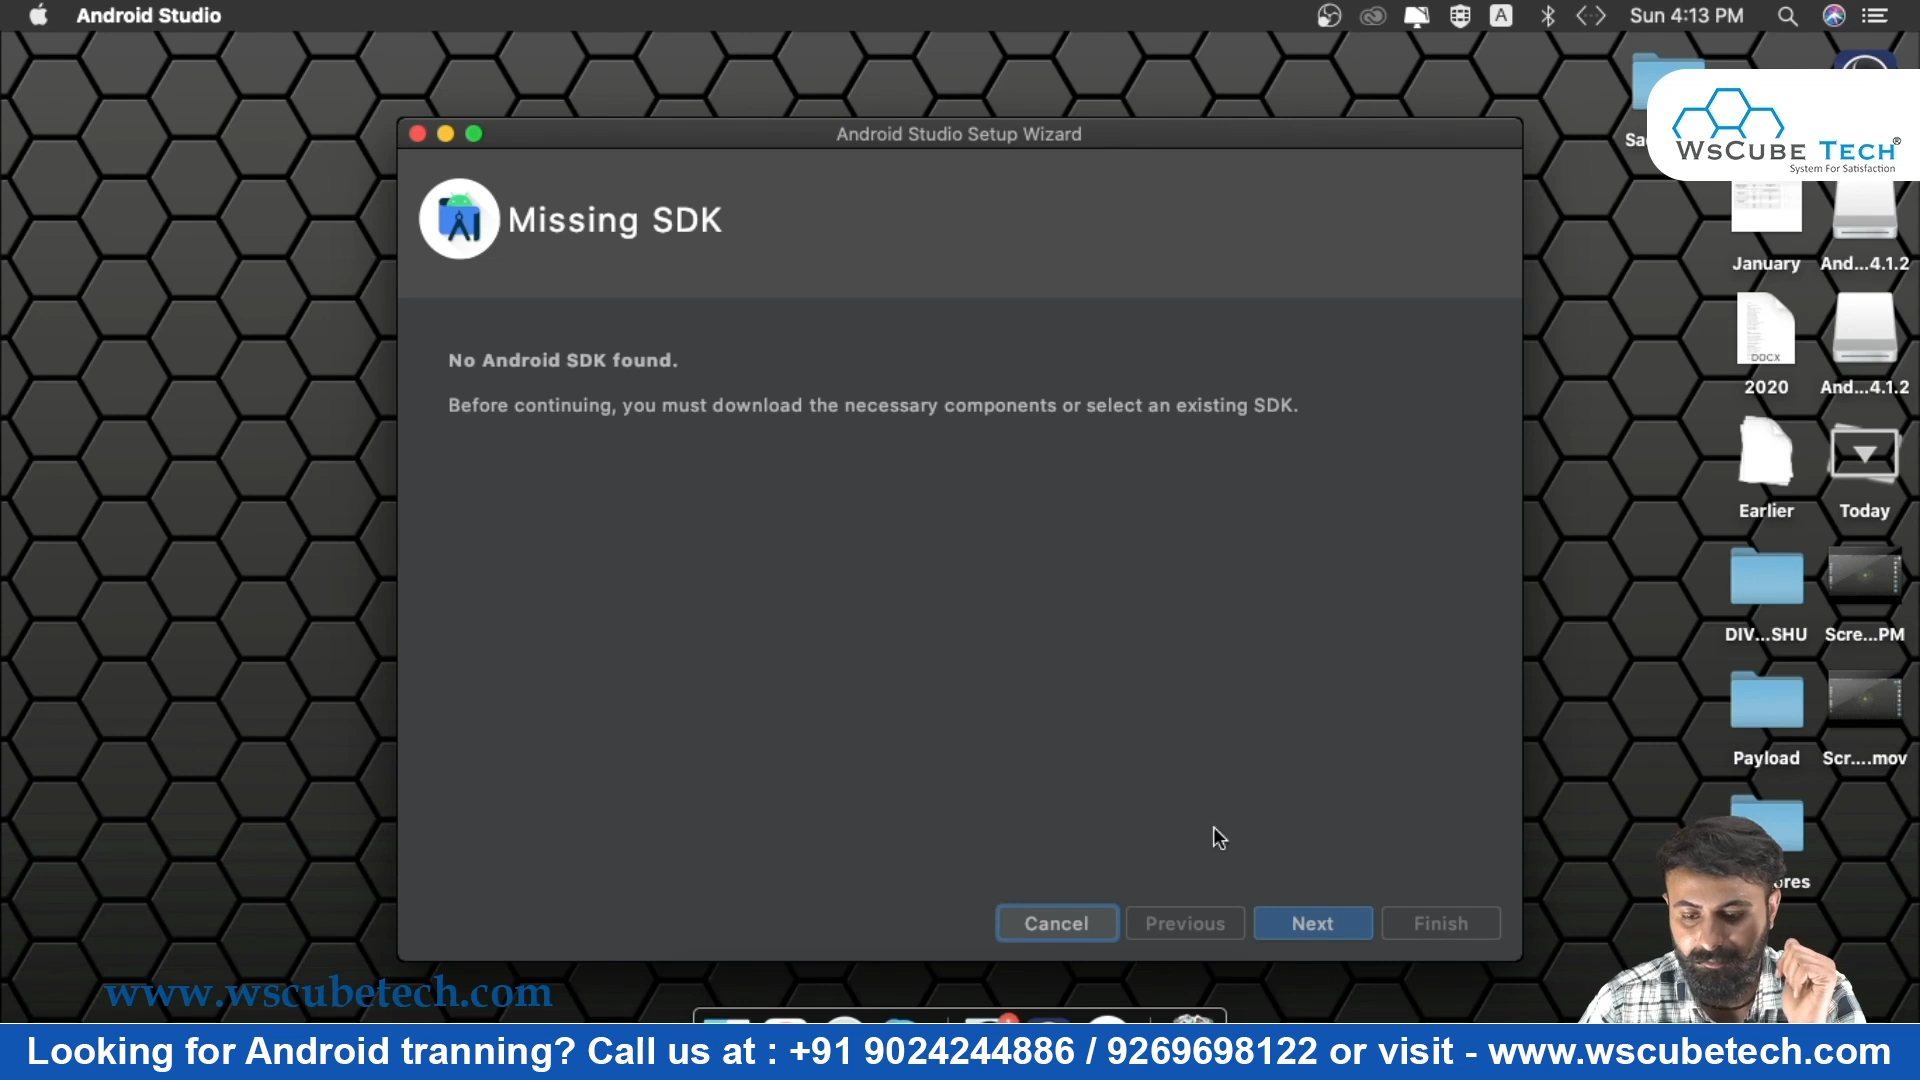 Android Studio
A
Sun 4:13 PM
Android Studio Setup Wizard
WsCube Tech®
System For Satisfaction
Missing SDK
January
And...4.1.2
No Android SDK found.
Before continuing, you must download the necessary components or select an existing SDK.
DOCX
2020
And...4.1.2
Earlier
Today
DIV...SHU
Scre...PM
Payload
Scr....mov
Cancel
Previous
Next
Finish
www.wscubetech.com
Looking for Android tranning? Call us at : +91 9024244886 / 9269698122 or visit - www.wscubetech.com